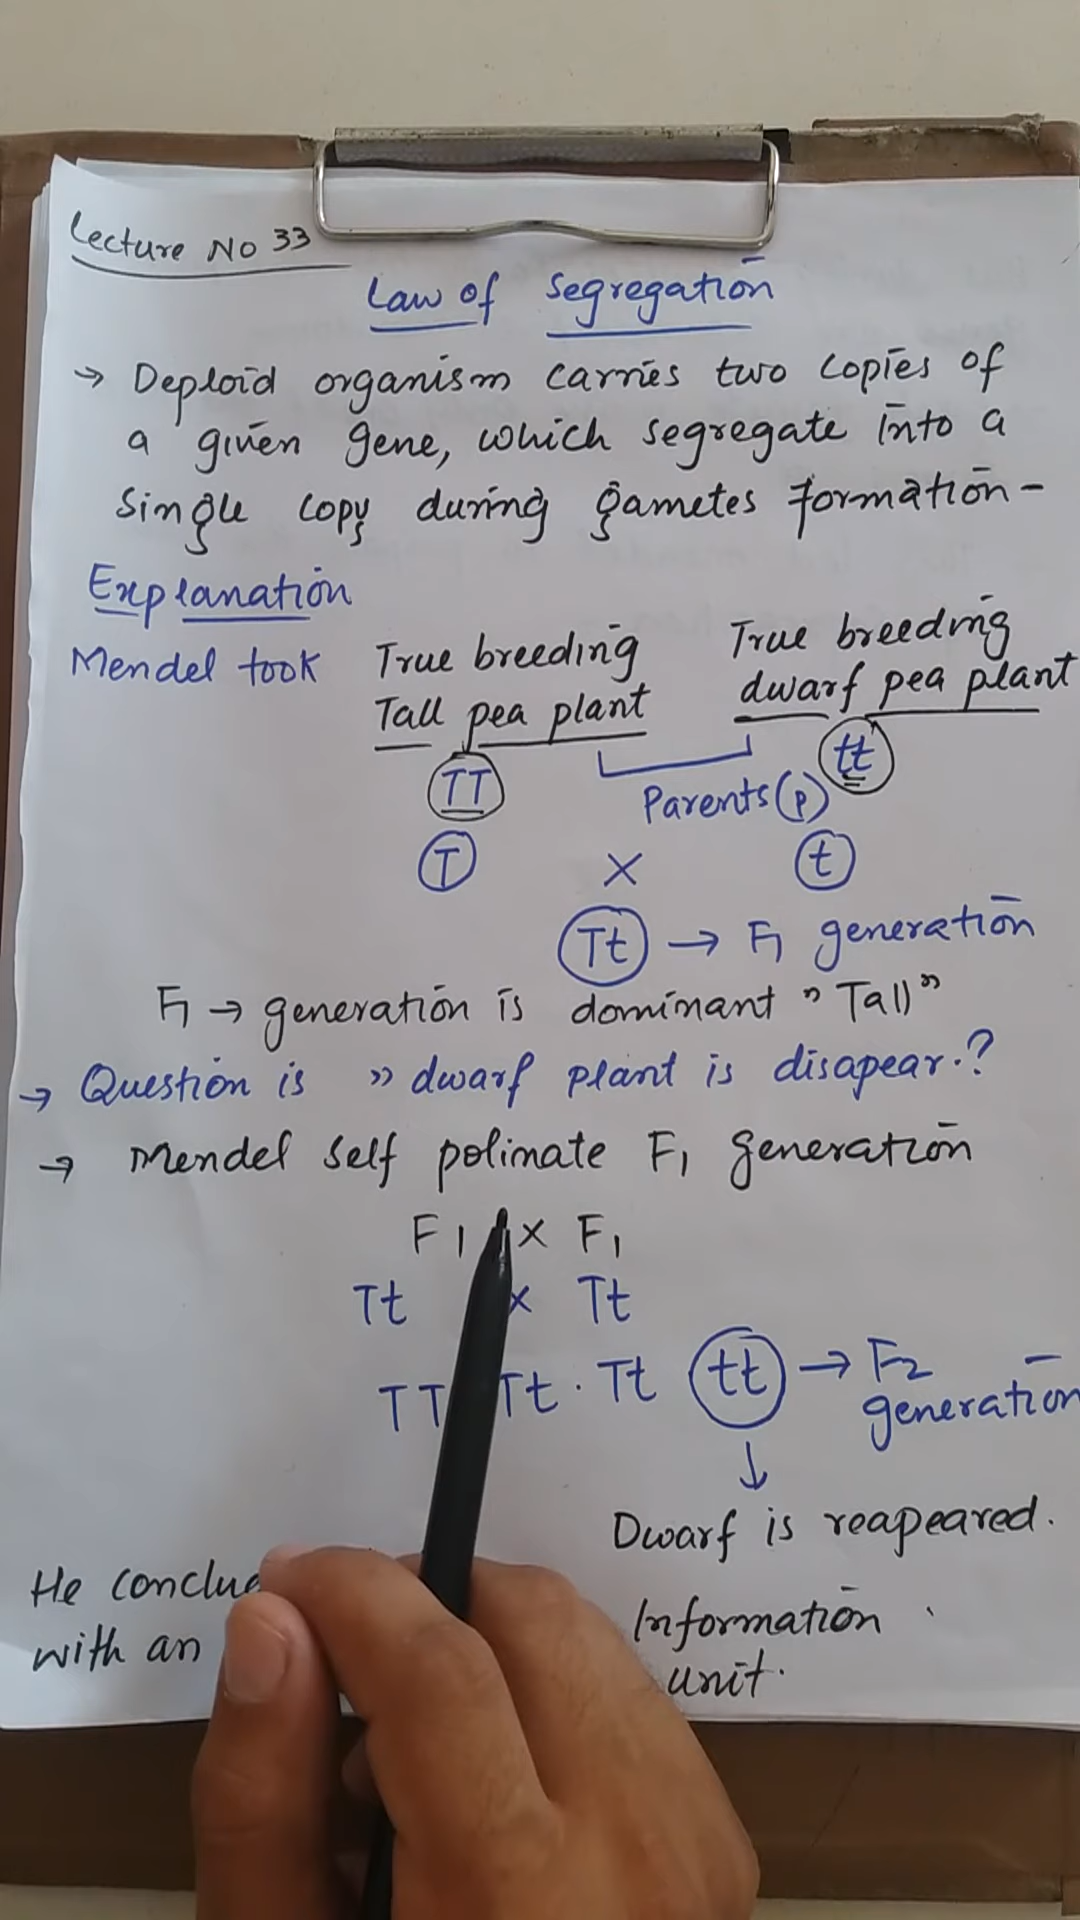 Lecture No 33
Law of segregation
→ Deploid organism carries two copies of
a given gene, which segregate into a
single copy during gametes formation-
Explanation
Mendel took True breeding Tall pea plant True breeding dwarf pea plant
TT tt
Parents (P)
T × t
Tt → F1 generation
F1 → generation is dominant "Tall"
→ Question is "dwarf plant is disapear.?
→ Mendel self polinate F1 generation
F1 × F1
Tt × Tt
TT Tt . Tt tt → F2 generation
↓
Dwarf is reapeared.
He
with an
Information unit.